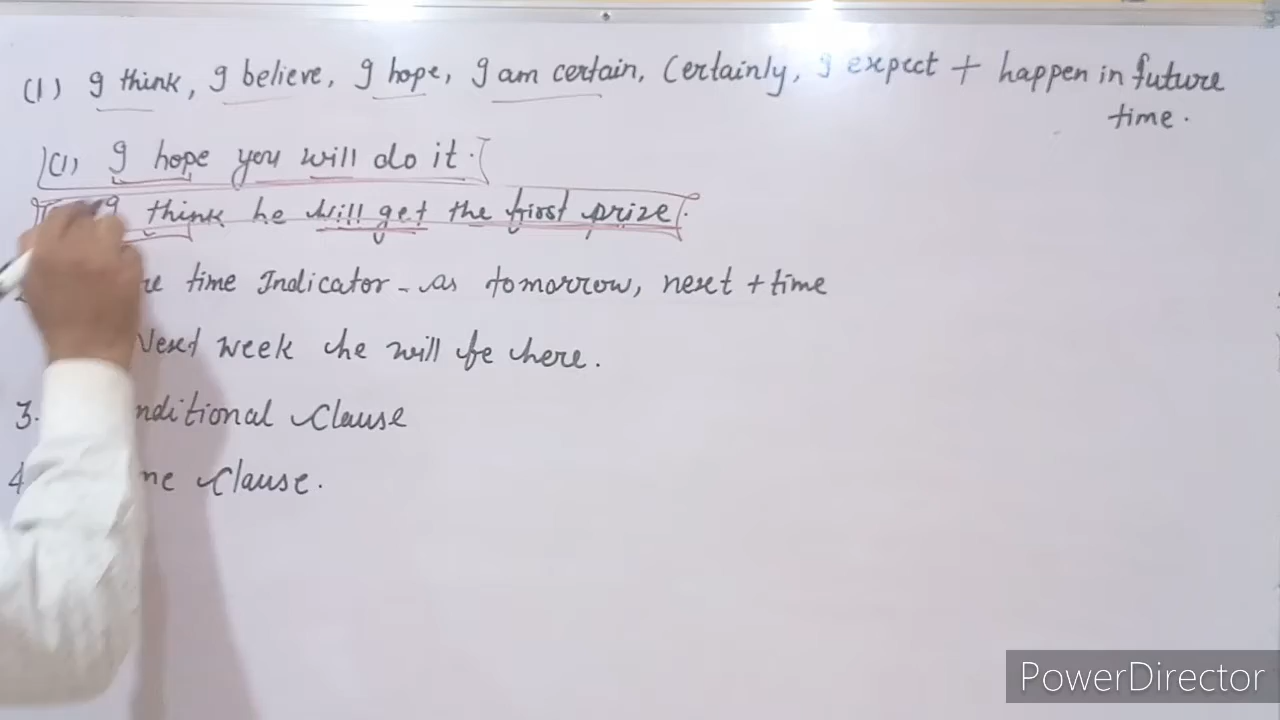 (1) I think, I believe, I hope, I am certain, Certainly, I expect + happen in future
time.
(1) I hope you will do it.
I think he will get the first prize.
time Indicator - as tomorrow, next + time
Next week he will be here.
3. Clause
4 Clause.
PowerDirector